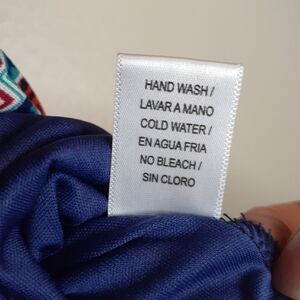 HAND WASH /
LAVAR A MANO
COLD WATER /
EN AGUA FRIA
NO BLEACH /
SIN CLORO